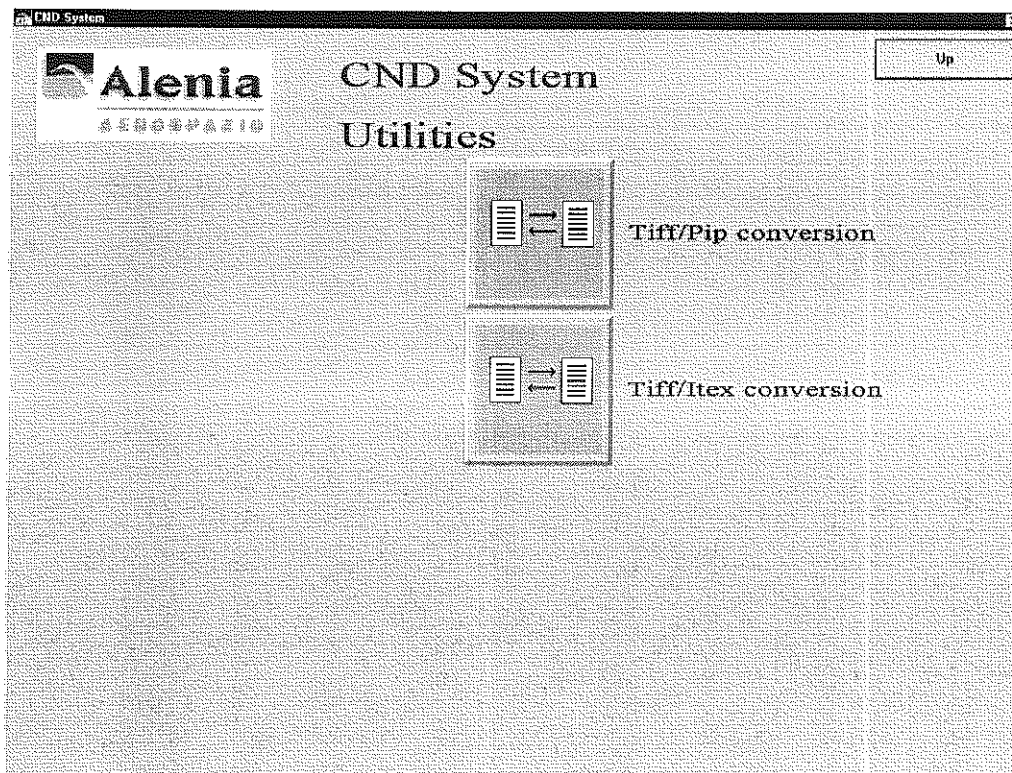 CND System
Up
Alenia
AEROSPAZIO
CND System
Utilities
Tiff/Pip conversion
Tiff/Itex conversion